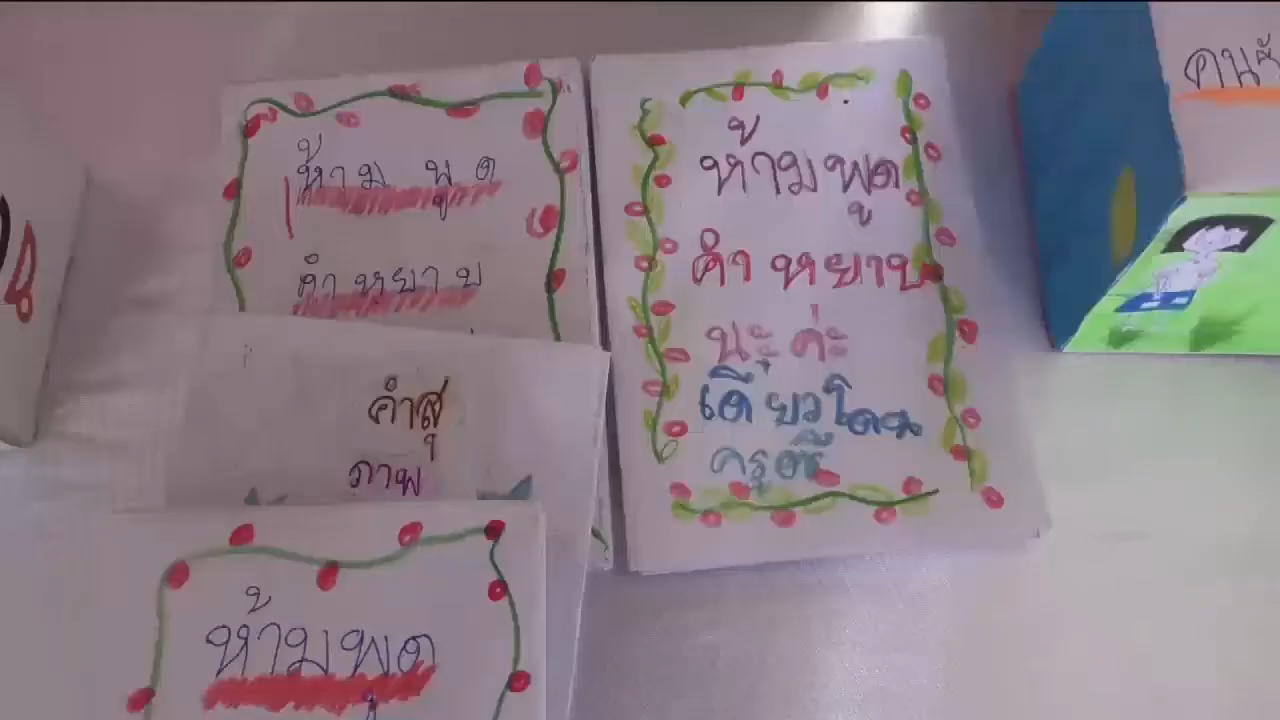 ห้าม พูด
คำ หยาบ
ห้ามพูด
คำ หยาบ
นะ ค่ะ
เดี ยวโดน
ครูตี
คำสุ
ภาพ
ห้ามพูด